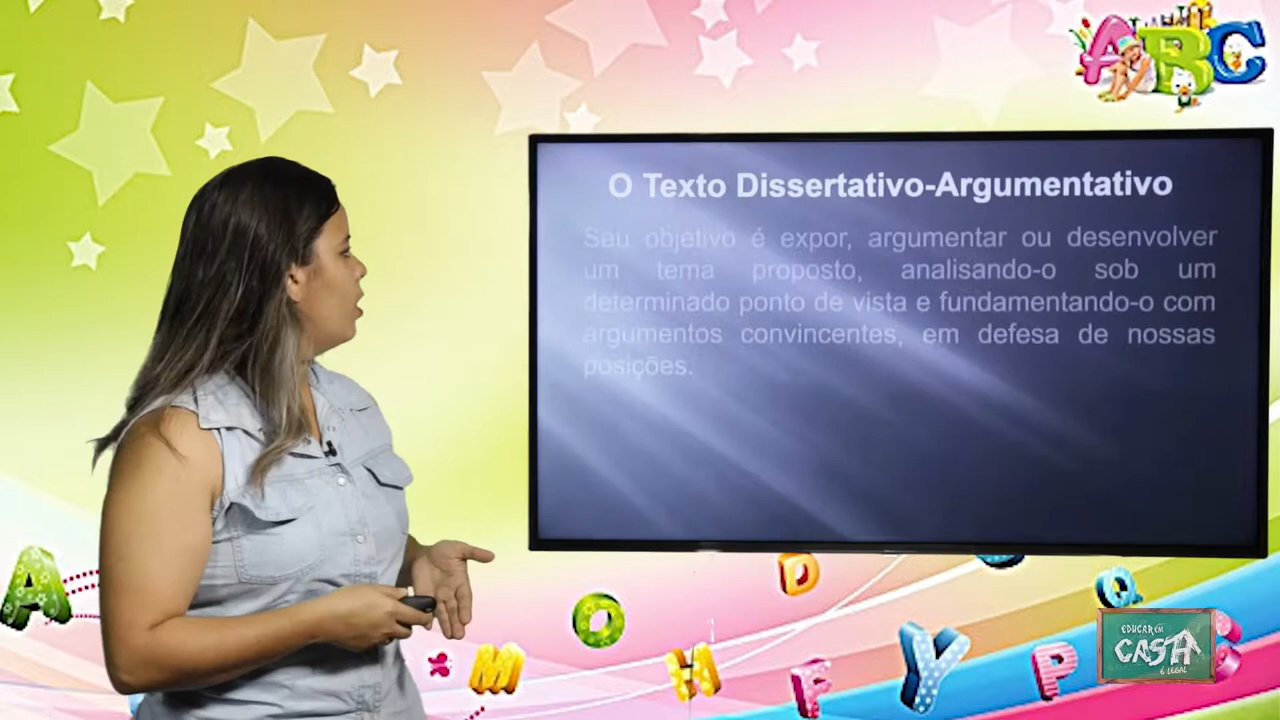 ABC
O Texto Dissertativo-Argumentativo
Seu objetivo é expor, argumentar ou desenvolver
um tema proposto, analisando-o sob um
determinado ponto de vista e fundamentando-o com
argumentos convincentes, em defesa de nossas
posições.
A
D
O
Q
M
H
F
Y
P
EDUCAR EM
CASA
É LEGAL